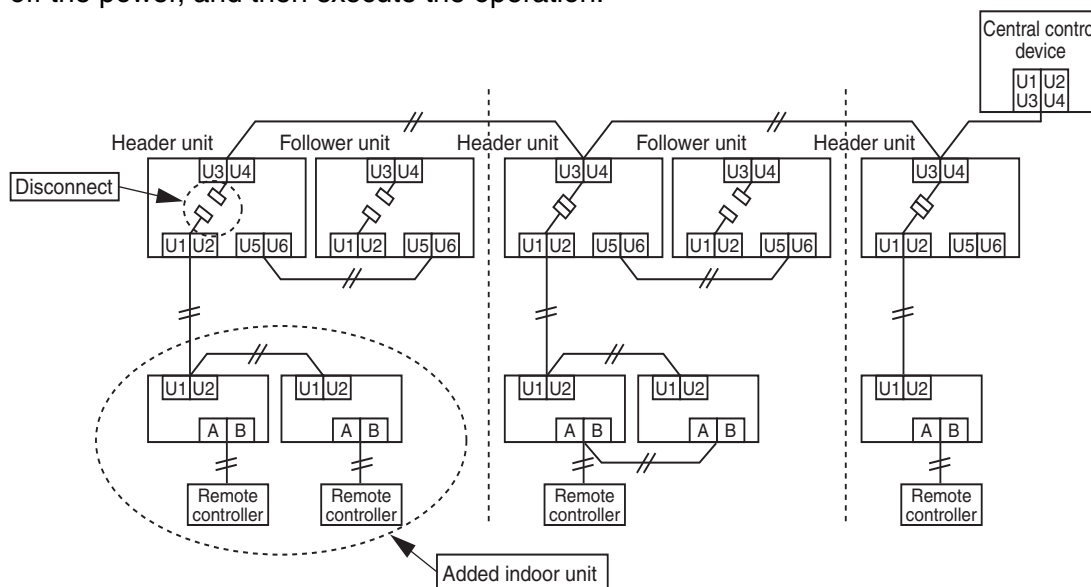 off the power, and then execute the operation.
Central control
device
U1 U2
U3 U4
Header unit
Follower unit
Header unit
Follower unit
Header unit
Disconnect
U3 U4
U3 U4
U3 U4
U3 U4
U3 U4
U1 U2
U5 U6
U1 U2
U5 U6
U1 U2
U5 U6
U1 U2
U5 U6
U1 U2
U5 U6
U1 U2
U1 U2
U1 U2
U1 U2
U1 U2
A B
A B
A B
A B
A B
Remote
controller
Remote
controller
Remote
controller
Remote
controller
Added indoor unit